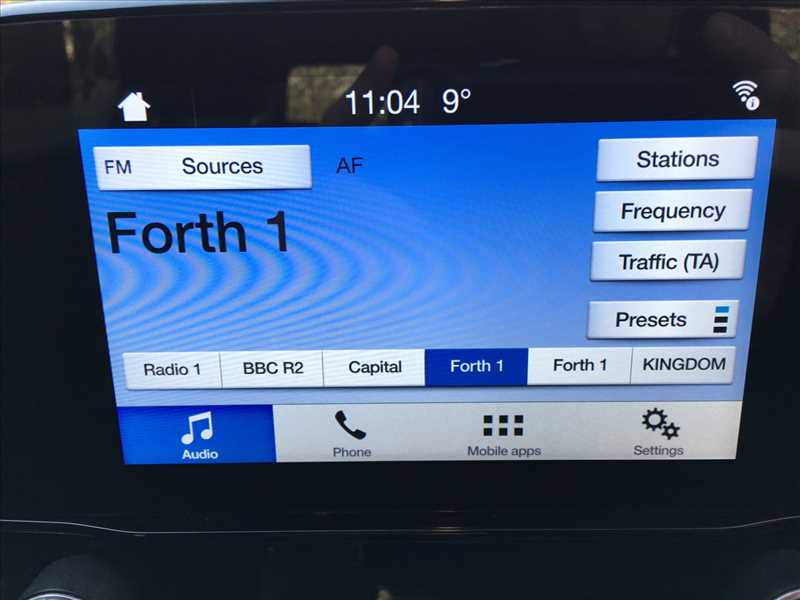 11:04 9°
FM Sources AF Stations
Forth 1 Frequency
Traffic (TA)
Presets
Radio 1 BBC R2 Capital Forth 1 Forth 1 KINGDOM
Audio Phone Mobile apps Settings